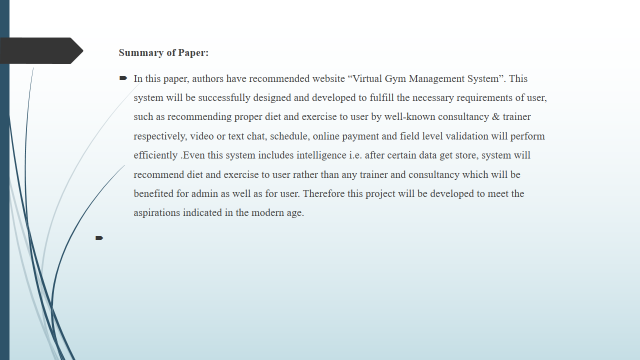 Summary of Paper:
In this paper, authors have recommended website “Virtual Gym Management System”. This
system will be successfully designed and developed to fulfill the necessary requirements of user,
such as recommending proper diet and exercise to user by well-known consultancy & trainer
respectively, video or text chat, schedule, online payment and field level validation will perform
efficiently .Even this system includes intelligence i.e. after certain data get store, system will
recommend diet and exercise to user rather than any trainer and consultancy which will be
benefited for admin as well as for user. Therefore this project will be developed to meet the
aspirations indicated in the modern age.